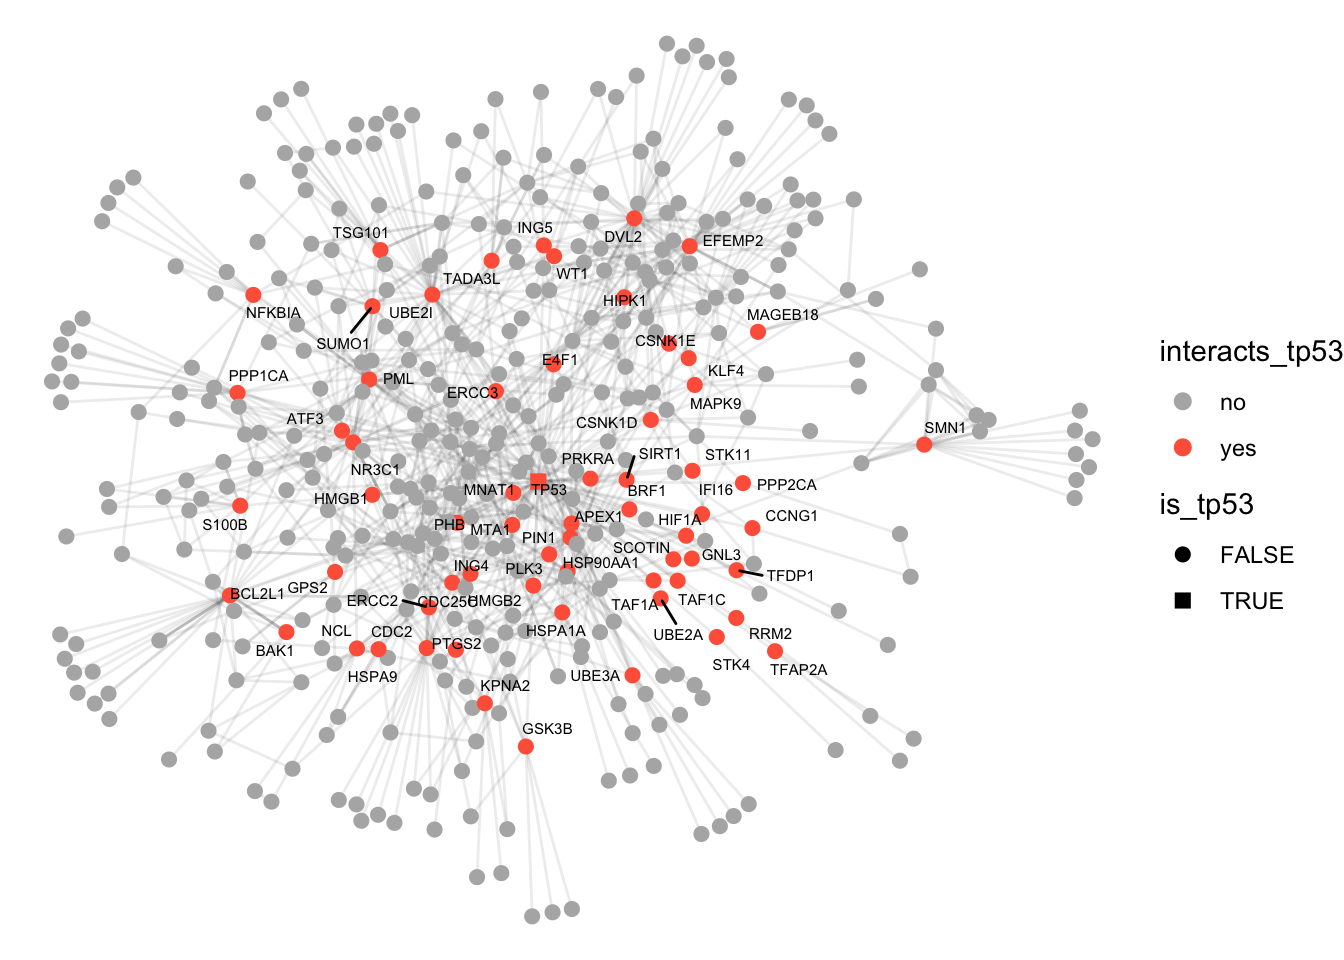 ING5
TSG101
DVL2
EFEMP2
WT1
TADA3L
HIPK1
NFKBIA
UBE2I
MAGEB18
SUMO1
CSNK1E
interacts_tp53
E4F1
KLF4
PPP1CA
PML
ERCC3
no
MAPK9
ATF3
CSNK1D
SMN1
yes
PRKRA
SIRT1
STK11
NR3C1
MNAT1
TP53
BRF1
IFI16
PPP2CA
HMGB1
is_tp53
S100B
PHB
MTA1
APEX1
HIF1A
CCNG1
PIN1
SCOTIN
GNL3
FALSE
ING4
PLK3
HSP90AA1
TFDP1
GPS2
BCL2L1
ERCC2
CDC25C
HMGB2
TAF1A
TAF1C
TRUE
NCL
CDC2
HSPA1A
UBE2A
RRM2
BAK1
PTGS2
STK4
TFAP2A
HSPA9
UBE3A
KPNA2
GSK3B